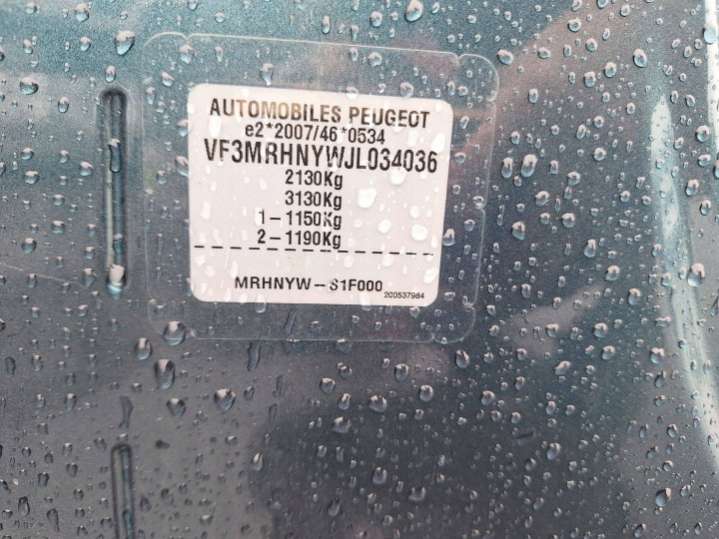 AUTOMOBILES PEUGEOT
e2*2007/46*0534
VF3MRHNYWJL034036
2130Kg
3130Kg
1-1150Kg
2-1190Kg
MRHNYW-S1F000
200537984